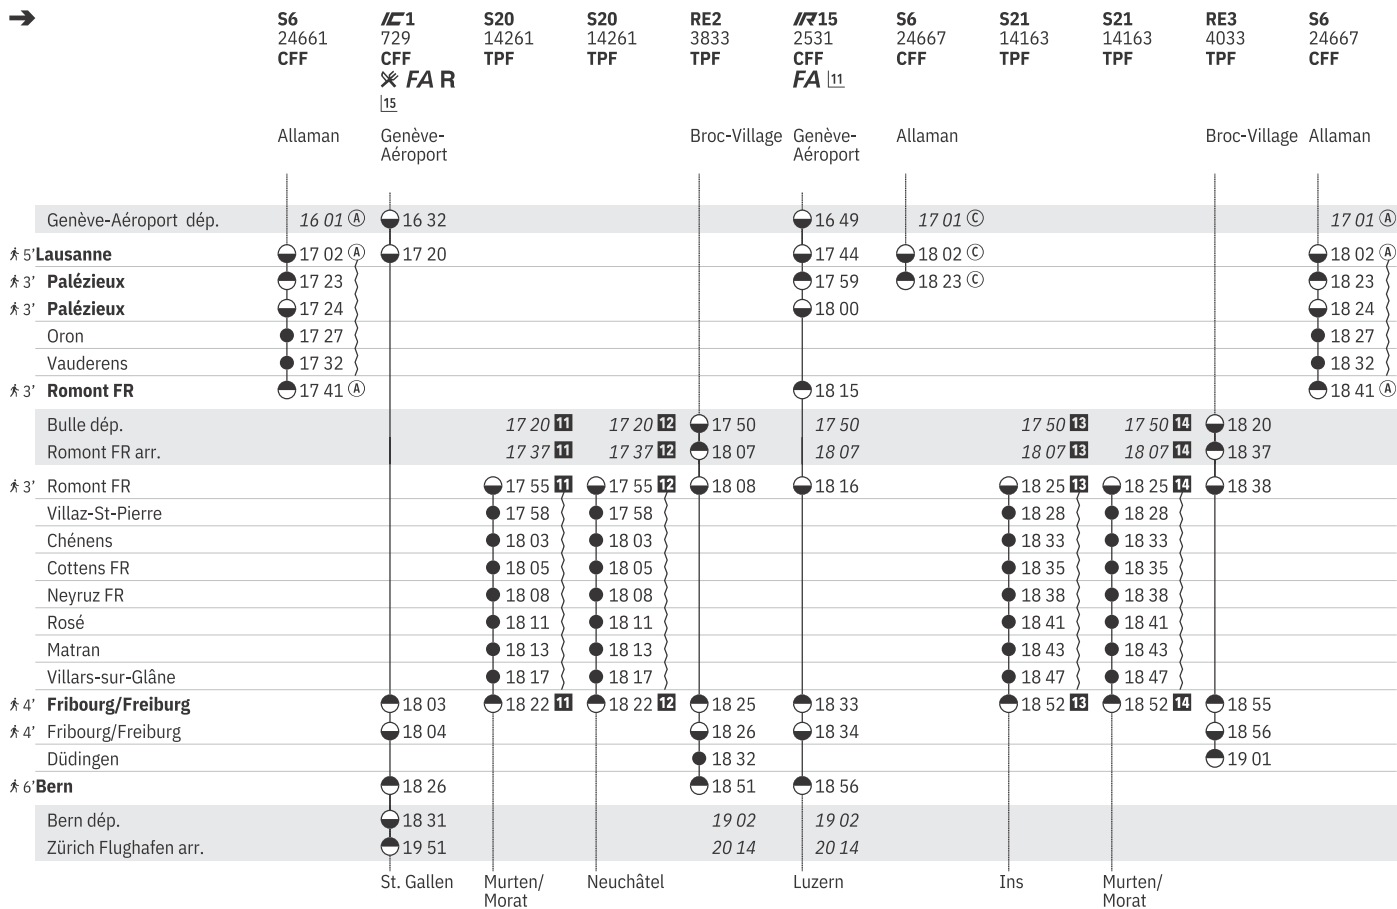 ➔ S6 IC 1 S20 S20 RE2 IR15 S6 S21 S21 RE3 S6
24661 729 14261 14261 3833 2531 24667 14163 14163 4033 24667
CFF CFF TPF TPF TPF CFF CFF TPF TPF TPF CFF
FA R FA 11
15
Allaman Genève-Aéroport Broc-Village Genève-Aéroport Allaman Broc-Village Allaman
Genève-Aéroport dép. 16 01 Ⓐ 16 32 16 49 17 01 Ⓒ 17 01 Ⓐ
5' Lausanne 17 02 Ⓐ 17 20 17 44 18 02 Ⓒ 18 02 Ⓐ
3' Palézieux 17 23 17 59 18 23 Ⓒ 18 23
3' Palézieux 17 24 18 00 18 24
Oron 17 27 18 27
Vauderens 17 32 18 32
3' Romont FR 17 41 Ⓐ 18 15 18 41 Ⓐ
Bulle dép. 17 20 11 17 20 12 17 50 17 50 17 50 13 17 50 14 18 20
Romont FR arr. 17 37 11 17 37 12 18 07 18 07 18 07 13 18 07 14 18 37
3' Romont FR 17 55 11 17 55 12 18 08 18 16 18 25 13 18 25 14 18 38
Villaz-St-Pierre 17 58 17 58 18 28 18 28
Chénens 18 03 18 03 18 33 18 33
Cottens FR 18 05 18 05 18 35 18 35
Neyruz FR 18 08 18 08 18 38 18 38
Rosé 18 11 18 11 18 41 18 41
Matran 18 13 18 13 18 43 18 43
Villars-sur-Glâne 18 17 18 17 18 47 18 47
4' Fribourg/Freiburg 18 03 18 22 11 18 22 12 18 25 18 33 18 52 13 18 52 14 18 55
4' Fribourg/Freiburg 18 04 18 26 18 34 18 56
Düdingen 18 32 19 01
6' Bern 18 26 18 51 18 56
Bern dép. 18 31 19 02 19 02
Zürich Flughafen arr. 19 51 20 14 20 14
St. Gallen Murten/Morat Neuchâtel Luzern Ins Murten/Morat